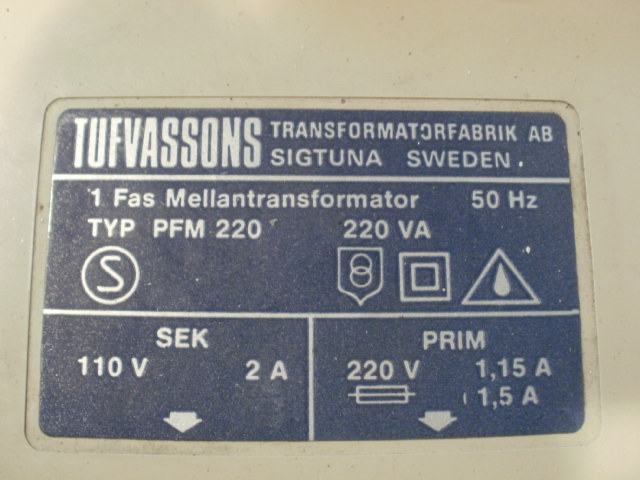 TUFVASSONS TRANSFORMATORFABRIK AB
SIGTUNA SWEDEN.
1 Fas Mellantransformator 50 Hz
TYP PFM 220 220 VA
S
SEK
110 V 2 A
PRIM
220 V 1,15 A
1,5 A